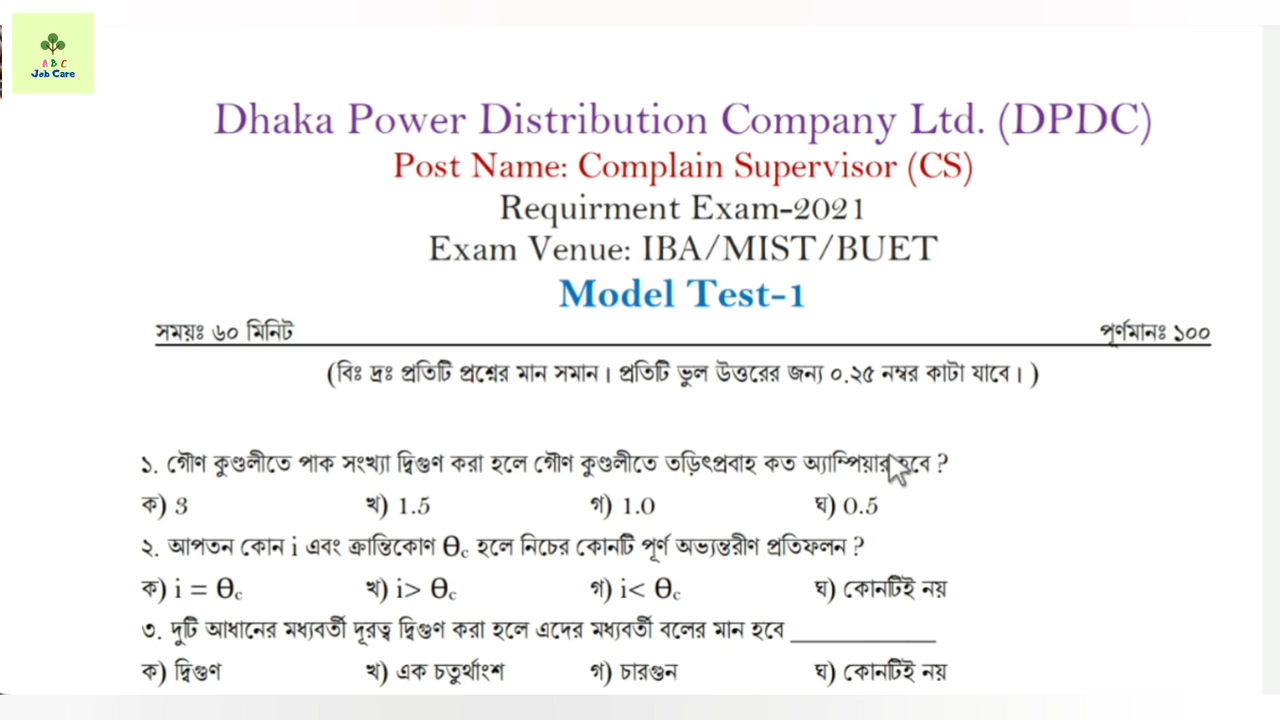 A B C
Job Care
Dhaka Power Distribution Company Ltd. (DPDC)
Post Name: Complain Supervisor (CS)
Requirment Exam-2021
Exam Venue: IBA/MIST/BUET
Model Test-1
সময়ঃ ৬০ মিনিট পূর্ণমানঃ ১০০
(বিঃ দ্রঃ প্রতিটি প্রশ্নের মান সমান। প্রতিটি ভুল উত্তরের জন্য ০.২৫ নম্বর কাটা যাবে। )
১. গৌণ কুণ্ডলীতে পাক সংখ্যা দ্বিগুণ করা হলে গৌণ কুণ্ডলীতে তড়িৎপ্রবাহ কত অ্যাম্পিয়ার হবে ?
ক) 3 খ) 1.5 গ) 1.0 ঘ) 0.5
২. আপতন কোন i এবং ক্রান্তিকোণ θc হলে নিচের কোনটি পূর্ণ অভ্যন্তরীণ প্রতিফলন ?
ক) i = θc খ) i> θc গ) i< θc ঘ) কোনটিই নয়
৩. দুটি আধানের মধ্যবর্তী দূরত্ব দ্বিগুণ করা হলে এদের মধ্যবর্তী বলের মান হবে ____________
ক) দ্বিগুণ খ) এক চতুর্থাংশ গ) চারগুন ঘ) কোনটিই নয়